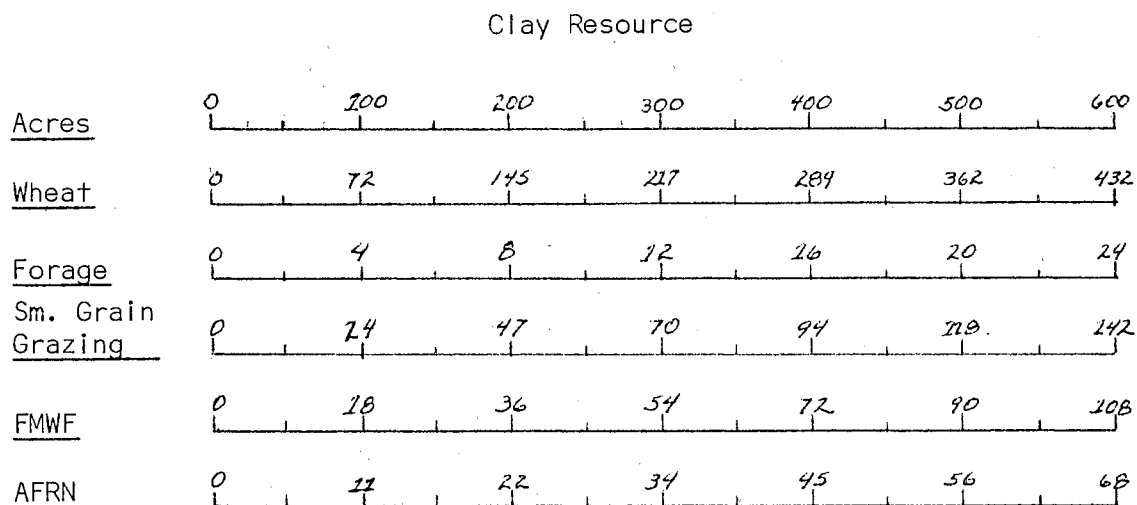 Clay Resource
Acres 0 100 200 300 400 500 600
Wheat 0 72 145 217 289 362 432
Forage 0 4 8 12 16 20 24
Sm. Grain
Grazing 0 24 47 70 94 118 142
FMWF 0 18 36 54 72 90 108
AFRN 0 11 22 34 45 56 68